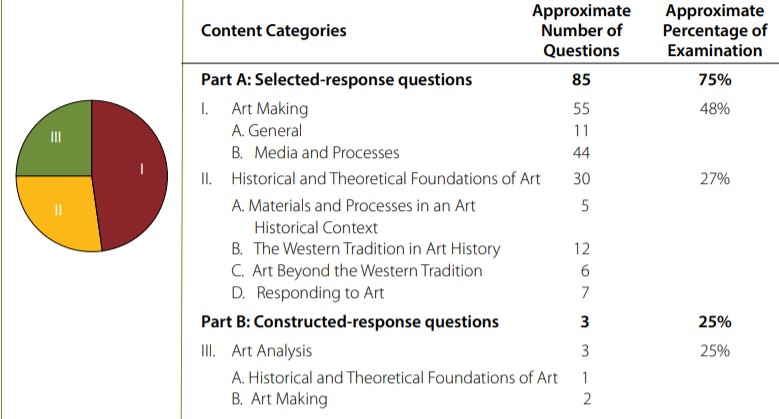 Approximate Approximate
Content Categories Number of Percentage of
Questions Examination
Part A: Selected-response questions 85 75%
I. Art Making 55 48%
A. General 11
B. Media and Processes 44
II. Historical and Theoretical Foundations of Art 30 27%
A. Materials and Processes in an Art 5
Historical Context
B. The Western Tradition in Art History 12
C. Art Beyond the Western Tradition 6
D. Responding to Art 7
Part B: Constructed-response questions 3 25%
III. Art Analysis 3 25%
A. Historical and Theoretical Foundations of Art 1
B. Art Making 2
III
I
II